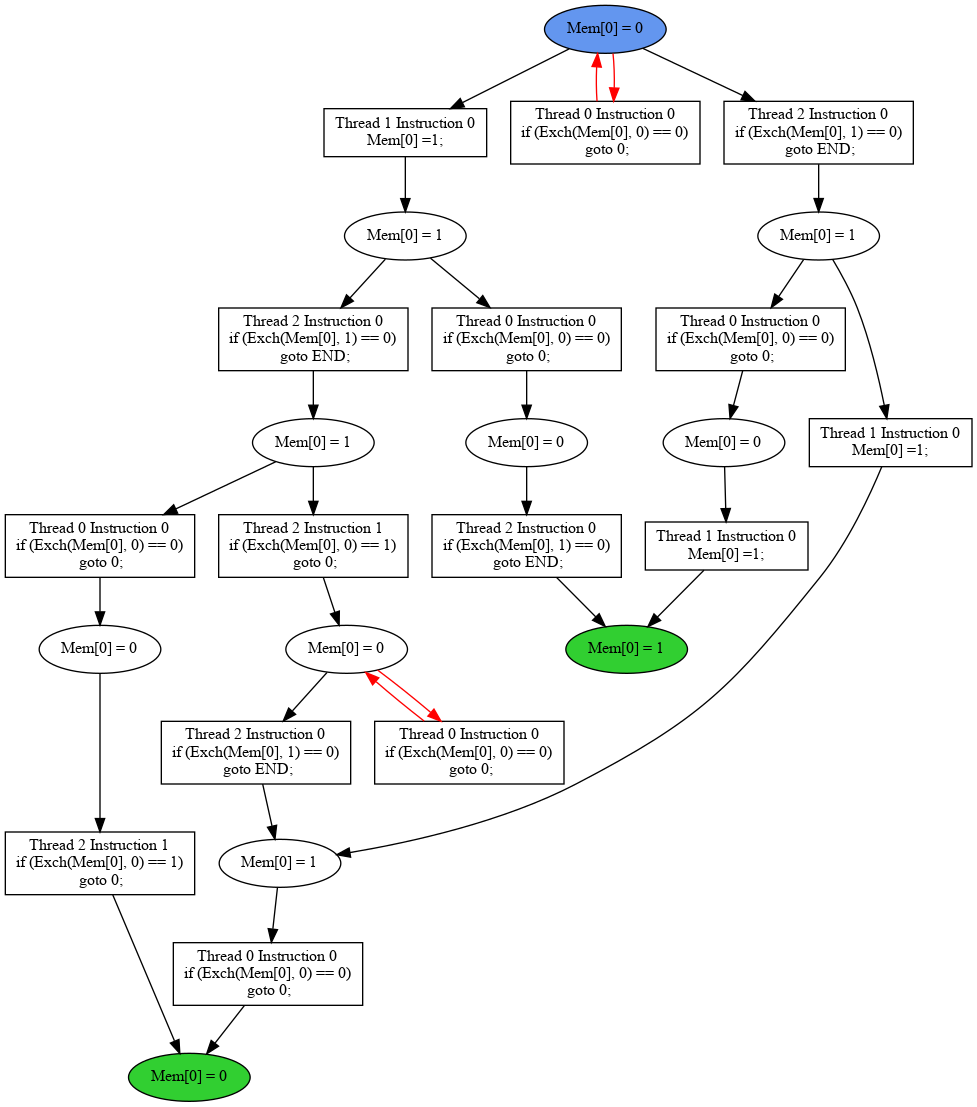 Mem[0] = 0
Thread 1 Instruction 0
Mem[0] =1;
Thread 0 Instruction 0
if (Exch(Mem[0], 0) == 0)
goto 0;
Thread 2 Instruction 0
if (Exch(Mem[0], 1) == 0)
goto END;
Mem[0] = 1
Mem[0] = 1
Thread 2 Instruction 0
if (Exch(Mem[0], 1) == 0)
goto END;
Thread 0 Instruction 0
if (Exch(Mem[0], 0) == 0)
goto 0;
Thread 0 Instruction 0
if (Exch(Mem[0], 0) == 0)
goto 0;
Mem[0] = 1
Mem[0] = 0
Mem[0] = 0
Thread 1 Instruction 0
Mem[0] =1;
Thread 0 Instruction 0
if (Exch(Mem[0], 0) == 0)
goto 0;
Thread 2 Instruction 1
if (Exch(Mem[0], 0) == 1)
goto 0;
Thread 2 Instruction 0
if (Exch(Mem[0], 1) == 0)
goto END;
Thread 1 Instruction 0
Mem[0] =1;
Mem[0] = 0
Mem[0] = 0
Mem[0] = 1
Thread 2 Instruction 0
if (Exch(Mem[0], 1) == 0)
goto END;
Thread 0 Instruction 0
if (Exch(Mem[0], 0) == 0)
goto 0;
Thread 2 Instruction 1
if (Exch(Mem[0], 0) == 1)
goto 0;
Mem[0] = 1
Thread 0 Instruction 0
if (Exch(Mem[0], 0) == 0)
goto 0;
Mem[0] = 0